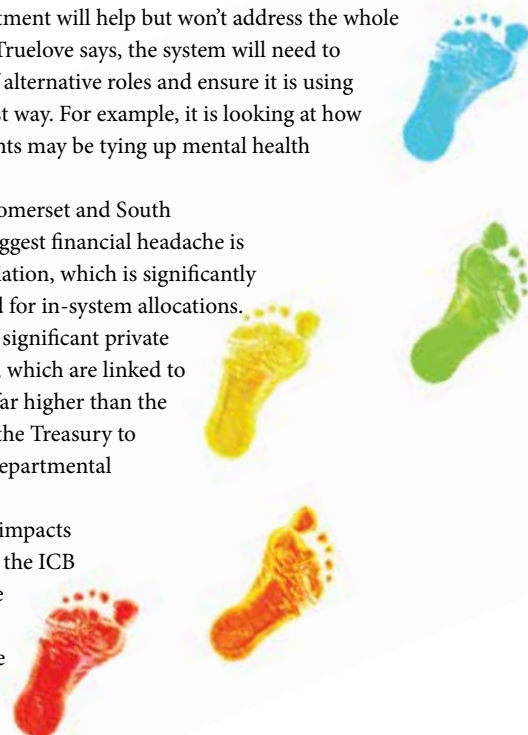 tment will help but won't address the whole
Truelove says, the system will need to
alternative roles and ensure it is using
st way. For example, it is looking at how
nts may be tying up mental health
omerset and South
ggest financial headache is
lation, which is significantly
d for in-system allocations.
significant private
, which are linked to
far higher than the
the Treasury to
epartmental
impacts
the ICB
e
e